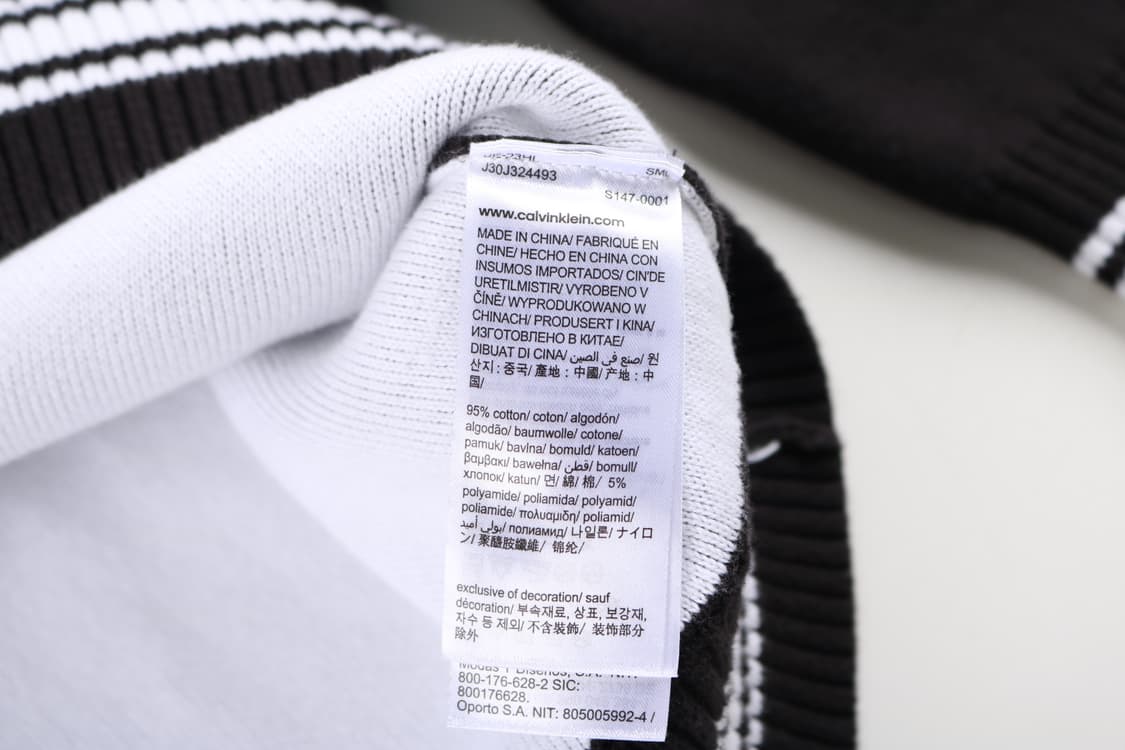 J30J324493
SML
S147-0001
www.calvinklein.com
MADE IN CHINA/ FABRIQUÉ EN
CHINE/ HECHO EN CHINA CON
INSUMOS IMPORTADOS/ CIN'DE
URETILMISTIR/ VYROBENO V
ČÍNĚ/ WYPRODUKOWANO W
CHINACH/ PRODUSERT I KINA/
ИЗГОТОВЛЕНО В КИТАЕ/
DIBUAT DI CINA/ صنع في الصين/ 원
산지 : 중국/ 產地 : 中國/ 产地 : 中
国/
95% cotton/ coton/ algodón/
algodão/ baumwolle/ cotone/
pamuk/ bavlna/ bomuld/ katoen/
βαμβακι/ bawełna/ قطن/ bomull/
хлопок/ katun/ 면/ 綿/ 棉/ 5%
polyamide/ poliamida/ polyamid/
poliamide/ πολυαμιδη/ poliamid/
بولي أميد/ полиамид/ 나일론/ ナイロ
ン/ 聚醯胺纖維/ 锦纶/
exclusive of decoration/ sauf
décoration/ 부속재료, 상표, 보강재,
자수 등 제외/ 不含裝飾/ 装饰部分
除外
800-176-628-2 SIC:
800176628.
Oporto S.A. NIT: 805005992-4 /